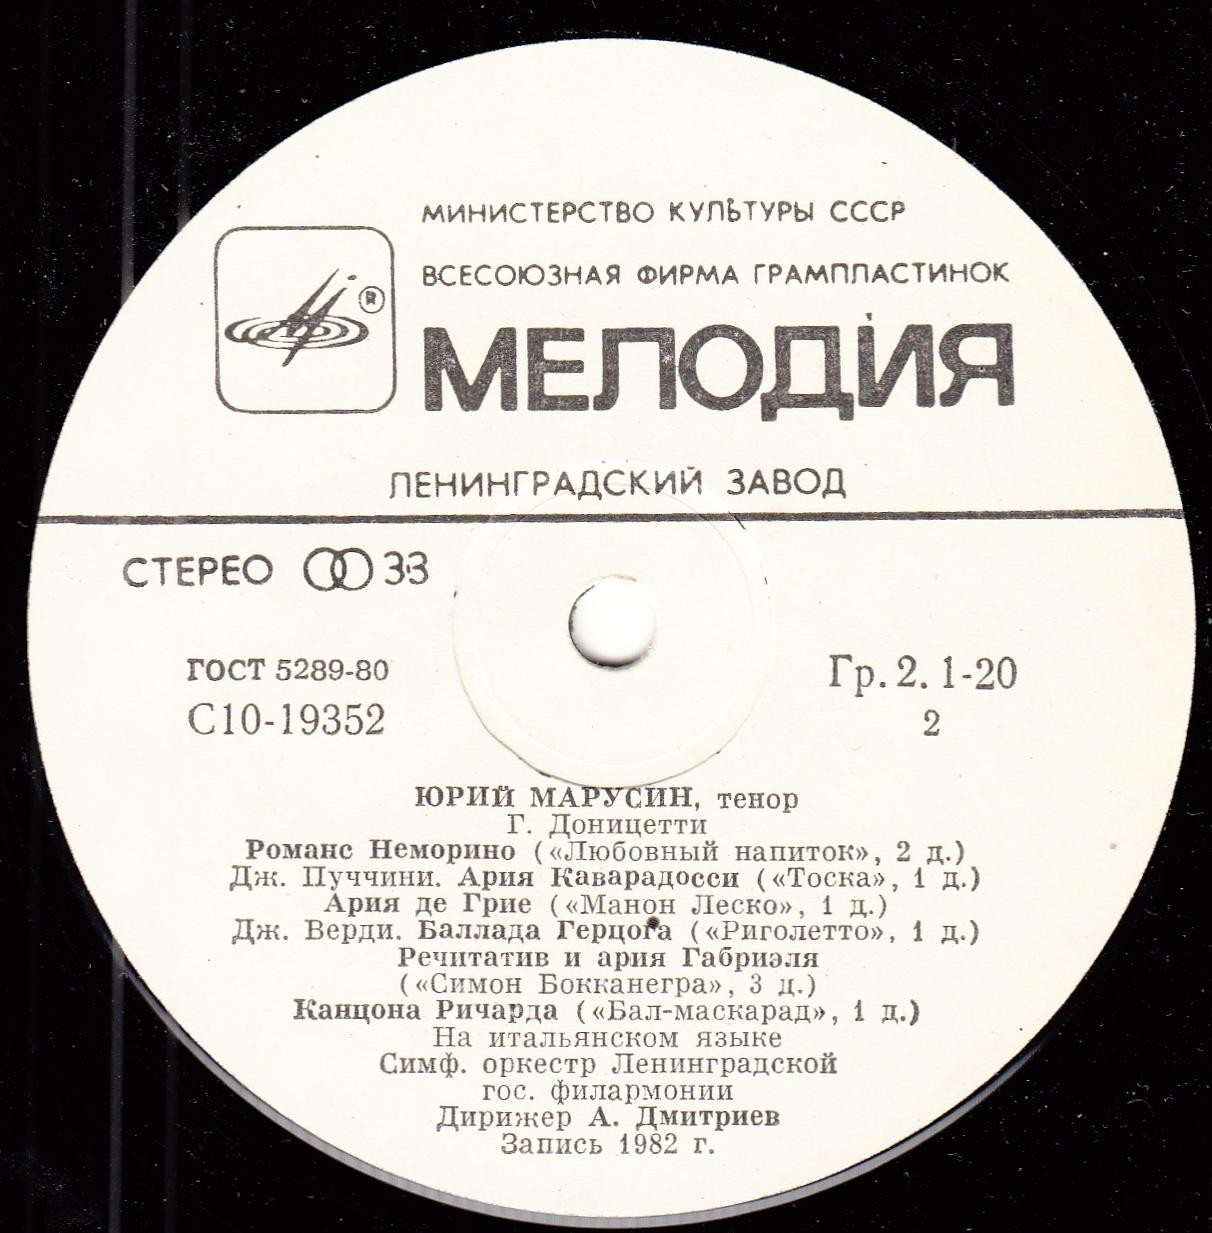 МИНИСТЕРСТВО КУЛЬТУРЫ СССР
ВСЕСОЮЗНАЯ ФИРМА ГРАМПЛАСТИНОК
®
МЕЛОДИЯ
ЛЕНИНГРАДСКИЙ ЗАВОД
СТЕРЕО 33
ГОСТ 5289-80
С10-19352
Гр. 2. 1-20
2
ЮРИЙ МАРУСИН, тенор
Г. Доницетти
Романс Неморино («Любовный напиток», 2 д.)
Дж. Пуччини. Ария Каварадосси («Тоска», 1 д.)
Ария де Грие («Манон Леско», 1 д.)
Дж. Верди. Баллада Герцога («Риголетто», 1 д.)
Речитатив и ария Габриэля
(«Симон Бокканегра», 3 д.)
Канцона Ричарда («Бал-маскарад», 1 д.)
На итальянском языке
Симф. оркестр Ленинградской
гос. филармонии
Дирижер А. Дмитриев
Запись 1982 г.